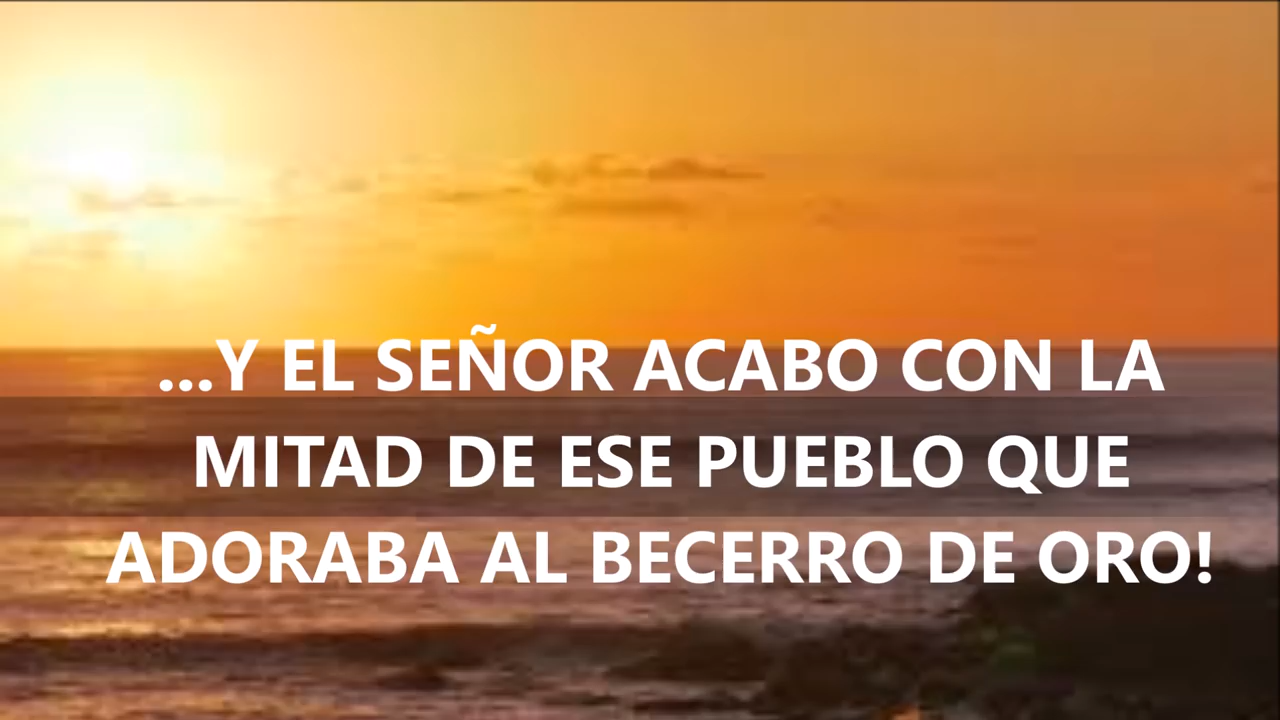 ...Y EL SEÑOR ACABO CON LA
MITAD DE ESE PUEBLO QUE
ADORABA AL BECERRO DE ORO!